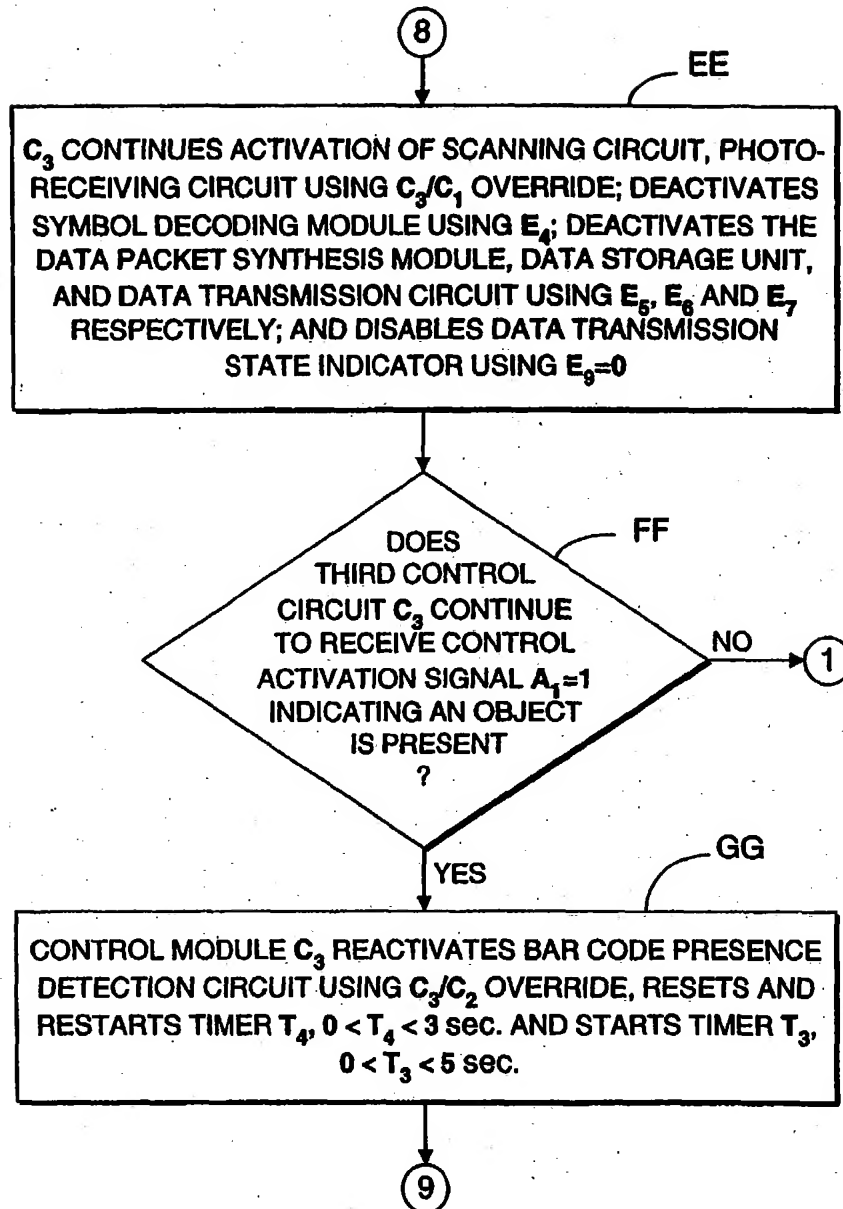 8
EE
C₃ CONTINUES ACTIVATION OF SCANNING CIRCUIT, PHOTO-
RECEIVING CIRCUIT USING C₃/C₁ OVERRIDE; DEACTIVATES
SYMBOL DECODING MODULE USING E₄; DEACTIVATES THE
DATA PACKET SYNTHESIS MODULE, DATA STORAGE UNIT,
AND DATA TRANSMISSION CIRCUIT USING E₅, E₆ AND E₇
RESPECTIVELY; AND DISABLES DATA TRANSMISSION
STATE INDICATOR USING E₉=0
FF
DOES
THIRD CONTROL
CIRCUIT C₃ CONTINUE
TO RECEIVE CONTROL
ACTIVATION SIGNAL A₁=1
INDICATING AN OBJECT
IS PRESENT
?
NO
1
YES
GG
CONTROL MODULE C₃ REACTIVATES BAR CODE PRESENCE
DETECTION CIRCUIT USING C₃/C₂ OVERRIDE, RESETS AND
RESTARTS TIMER T₄, 0 < T₄ < 3 sec. AND STARTS TIMER T₃,
0 < T₃ < 5 sec.
9